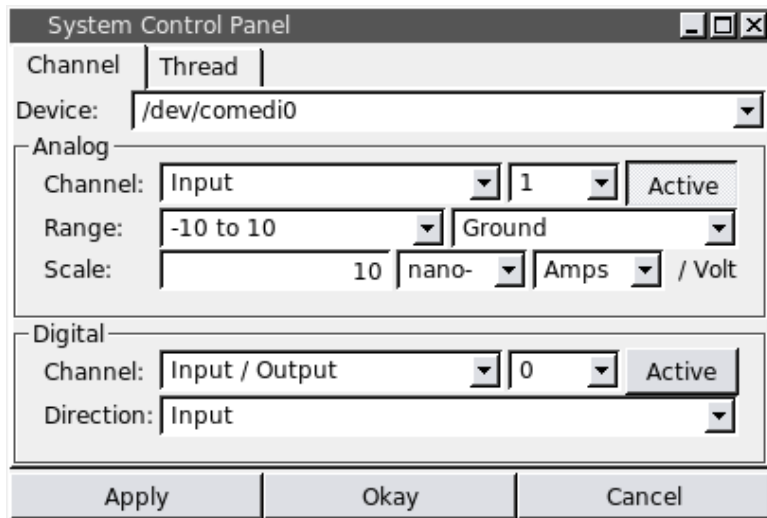 System Control Panel
Channel Thread
Device: /dev/comedi0
Analog
Channel: Input 1 Active
Range: -10 to 10 Ground
Scale: 10 nano- Amps / Volt
Digital
Channel: Input / Output 0 Active
Direction: Input
Apply Okay Cancel